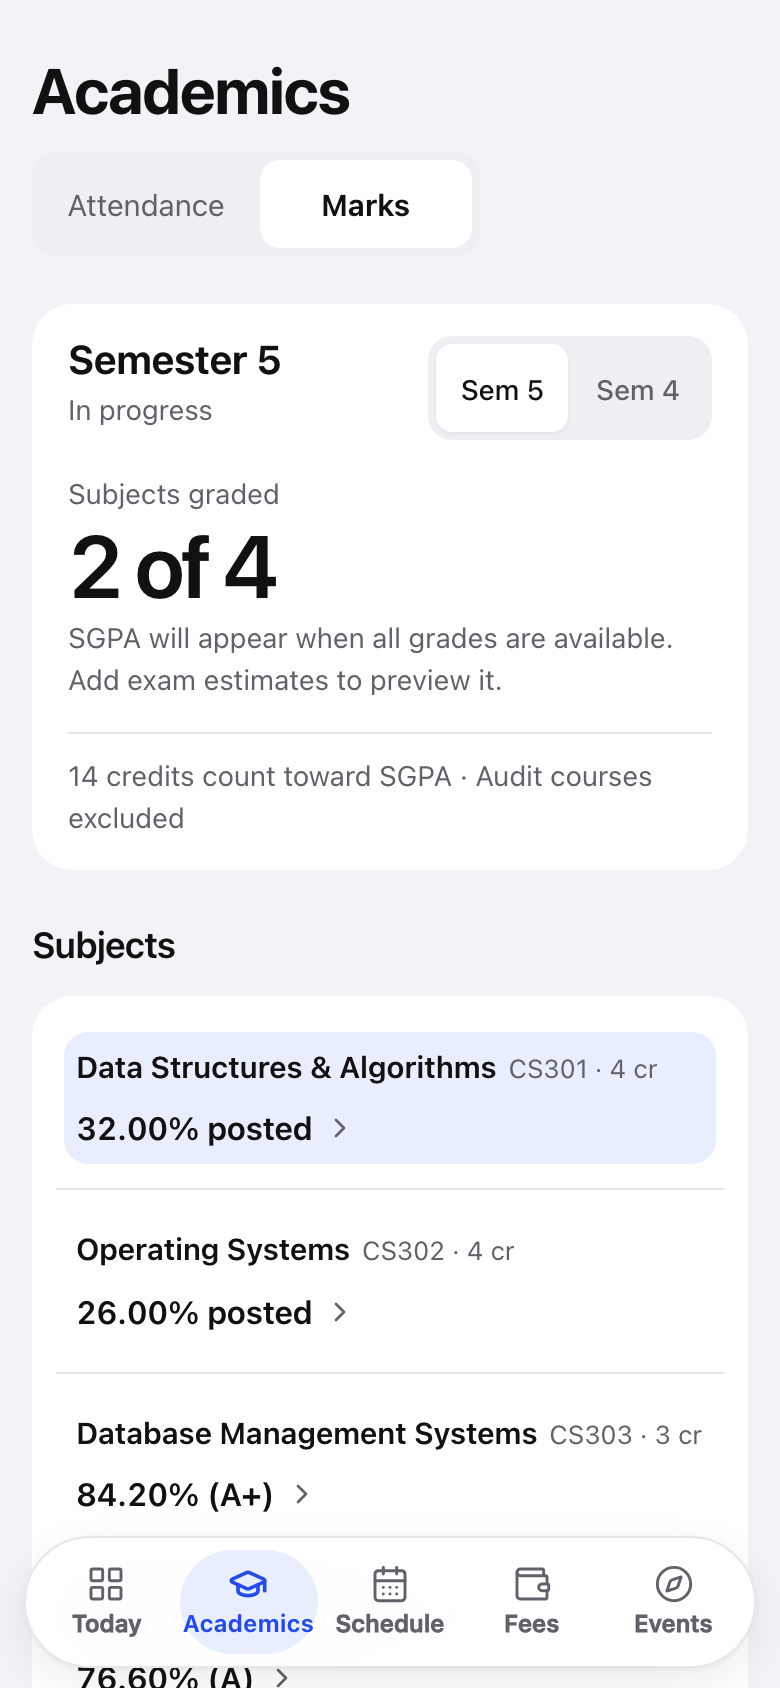 Academics
Attendance
Marks
Semester 5
In progress
Sem 5
Sem 4
Subjects graded
2 of 4
SGPA will appear when all grades are available.
Add exam estimates to preview it.
14 credits count toward SGPA · Audit courses
excluded
Subjects
Data Structures & Algorithms CS301 · 4 cr
32.00% posted
Operating Systems CS302 · 4 cr
26.00% posted
Database Management Systems CS303 · 3 cr
84.20% (A+)
Today
Academics
Schedule
Fees
Events
76.60% (A)